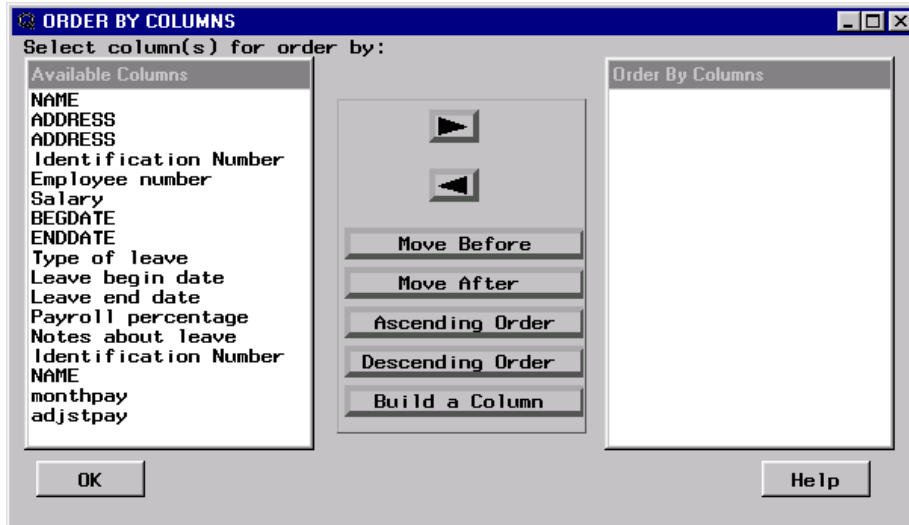 ORDER BY COLUMNS
Select column(s) for order by:
Available Columns
NAME
ADDRESS
ADDRESS
Identification Number
Employee number
Salary
BEGDATE
ENDDATE
Type of leave
Leave begin date
Leave end date
Payroll percentage
Notes about leave
Identification Number
NAME
monthpay
adjstpay
Move Before
Move After
Ascending Order
Descending Order
Build a Column
Order By Columns
OK
Help